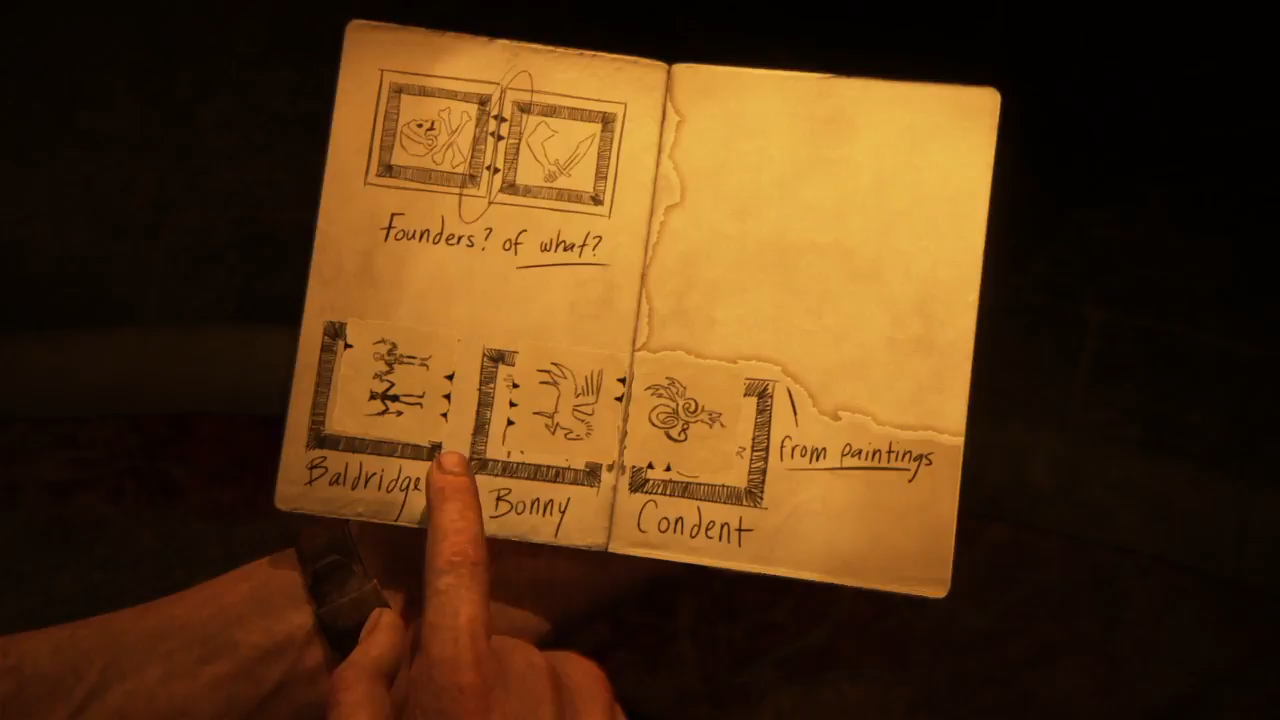 Founders? of what?
Baldridge
Bonny
Condent
from paintings